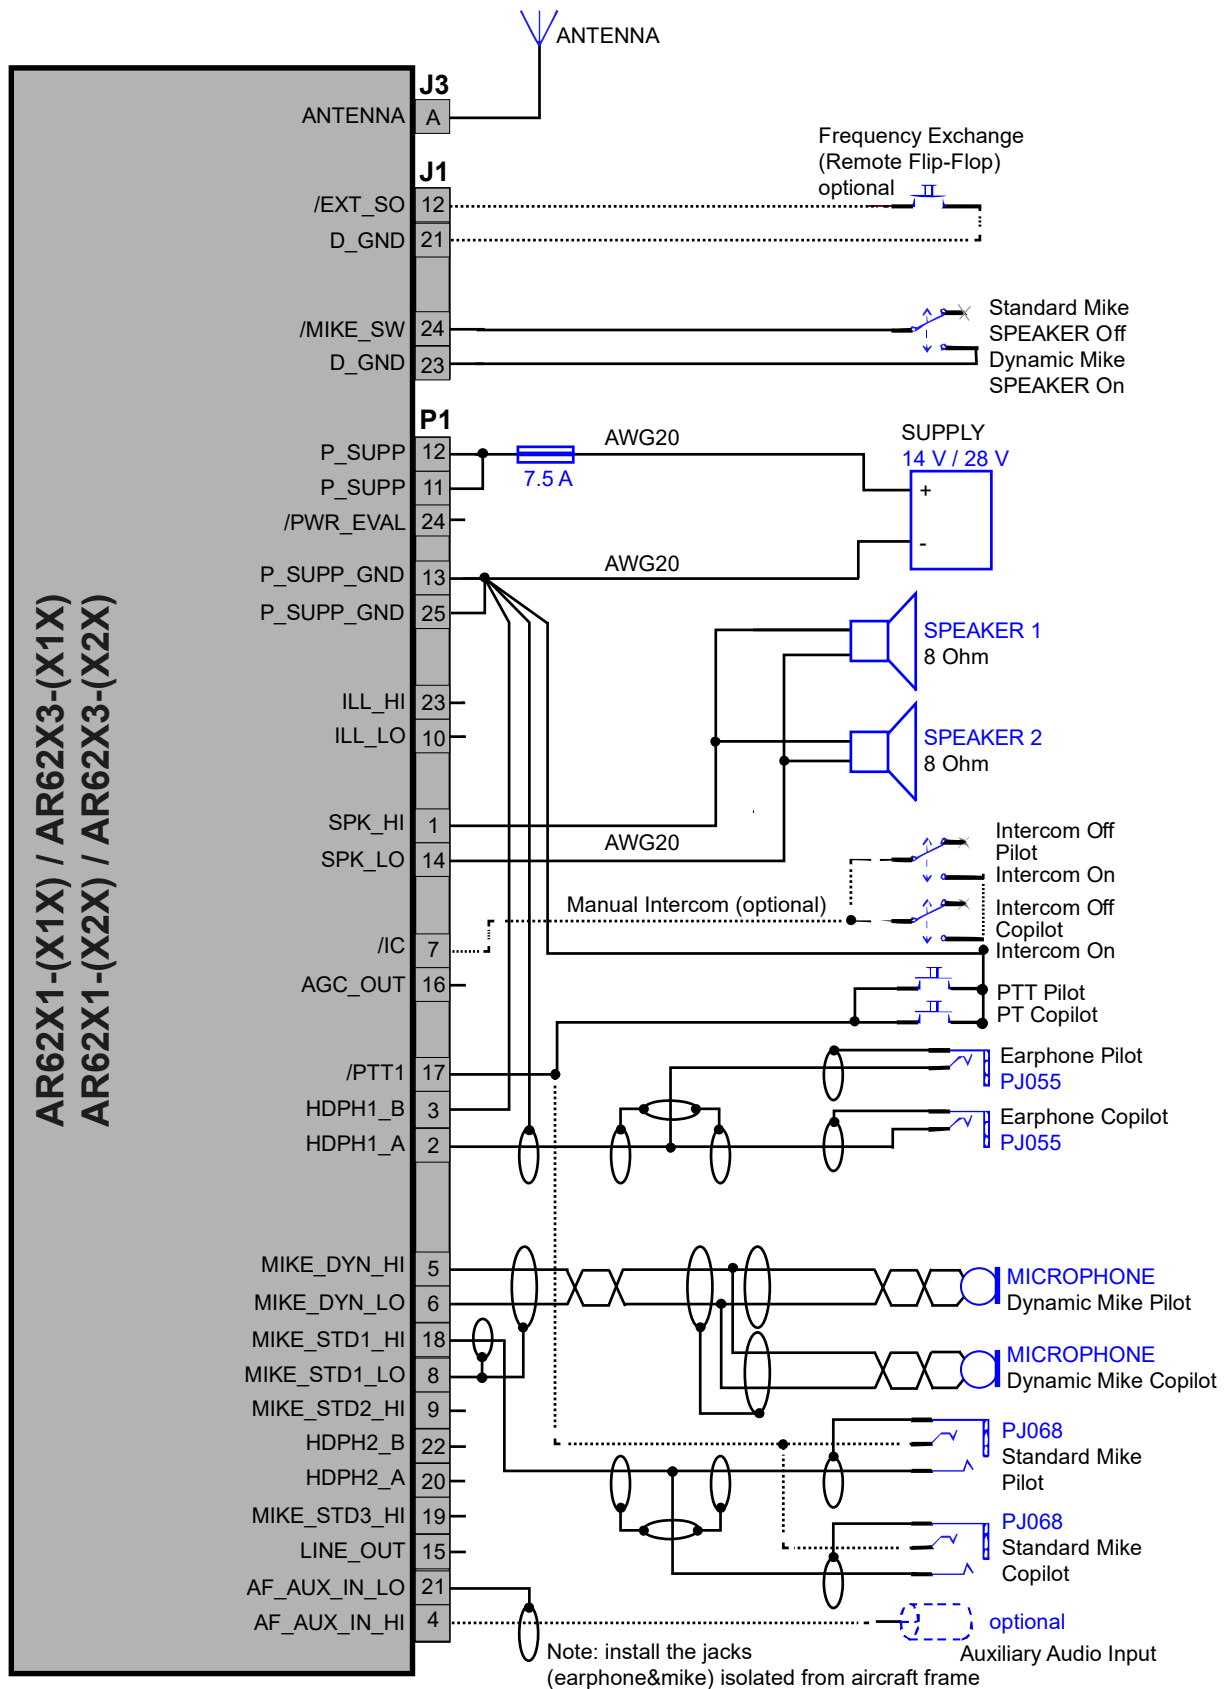 ANTENNA
J3
ANTENNA A
Frequency Exchange
(Remote Flip-Flop)
optional
J1
/EXT_SO 12
D_GND 21
/MIKE_SW 24
D_GND 23
Standard Mike
SPEAKER Off
Dynamic Mike
SPEAKER On
P1
P_SUPP 12
P_SUPP 11
/PWR_EVAL 24
P_SUPP_GND 13
P_SUPP_GND 25
AWG20
7.5 A
SUPPLY
14 V / 28 V
+
-
AWG20
SPEAKER 1
8 Ohm
SPEAKER 2
8 Ohm
ILL_HI 23
ILL_LO 10
SPK_HI 1
SPK_LO 14
AWG20
Intercom Off
Pilot
Intercom On
Manual Intercom (optional)
Intercom Off
Copilot
Intercom On
/IC 7
AGC_OUT 16
PTT Pilot
PT Copilot
/PTT1 17
HDPH1_B 3
HDPH1_A 2
Earphone Pilot
PJ055
Earphone Copilot
PJ055
MIKE_DYN_HI 5
MIKE_DYN_LO 6
MIKE_STD1_HI 18
MIKE_STD1_LO 8
MIKE_STD2_HI 9
HDPH2_B 22
HDPH2_A 20
MIKE_STD3_HI 19
LINE_OUT 15
AF_AUX_IN_LO 21
AF_AUX_IN_HI 4
MICROPHONE
Dynamic Mike Pilot
MICROPHONE
Dynamic Mike Copilot
PJ068
Standard Mike
Pilot
PJ068
Standard Mike
Copilot
optional
Auxiliary Audio Input
Note: install the jacks
(earphone&mike) isolated from aircraft frame
AR62X1-(X1X) / AR62X3-(X1X)
AR62X1-(X2X) / AR62X3-(X2X)